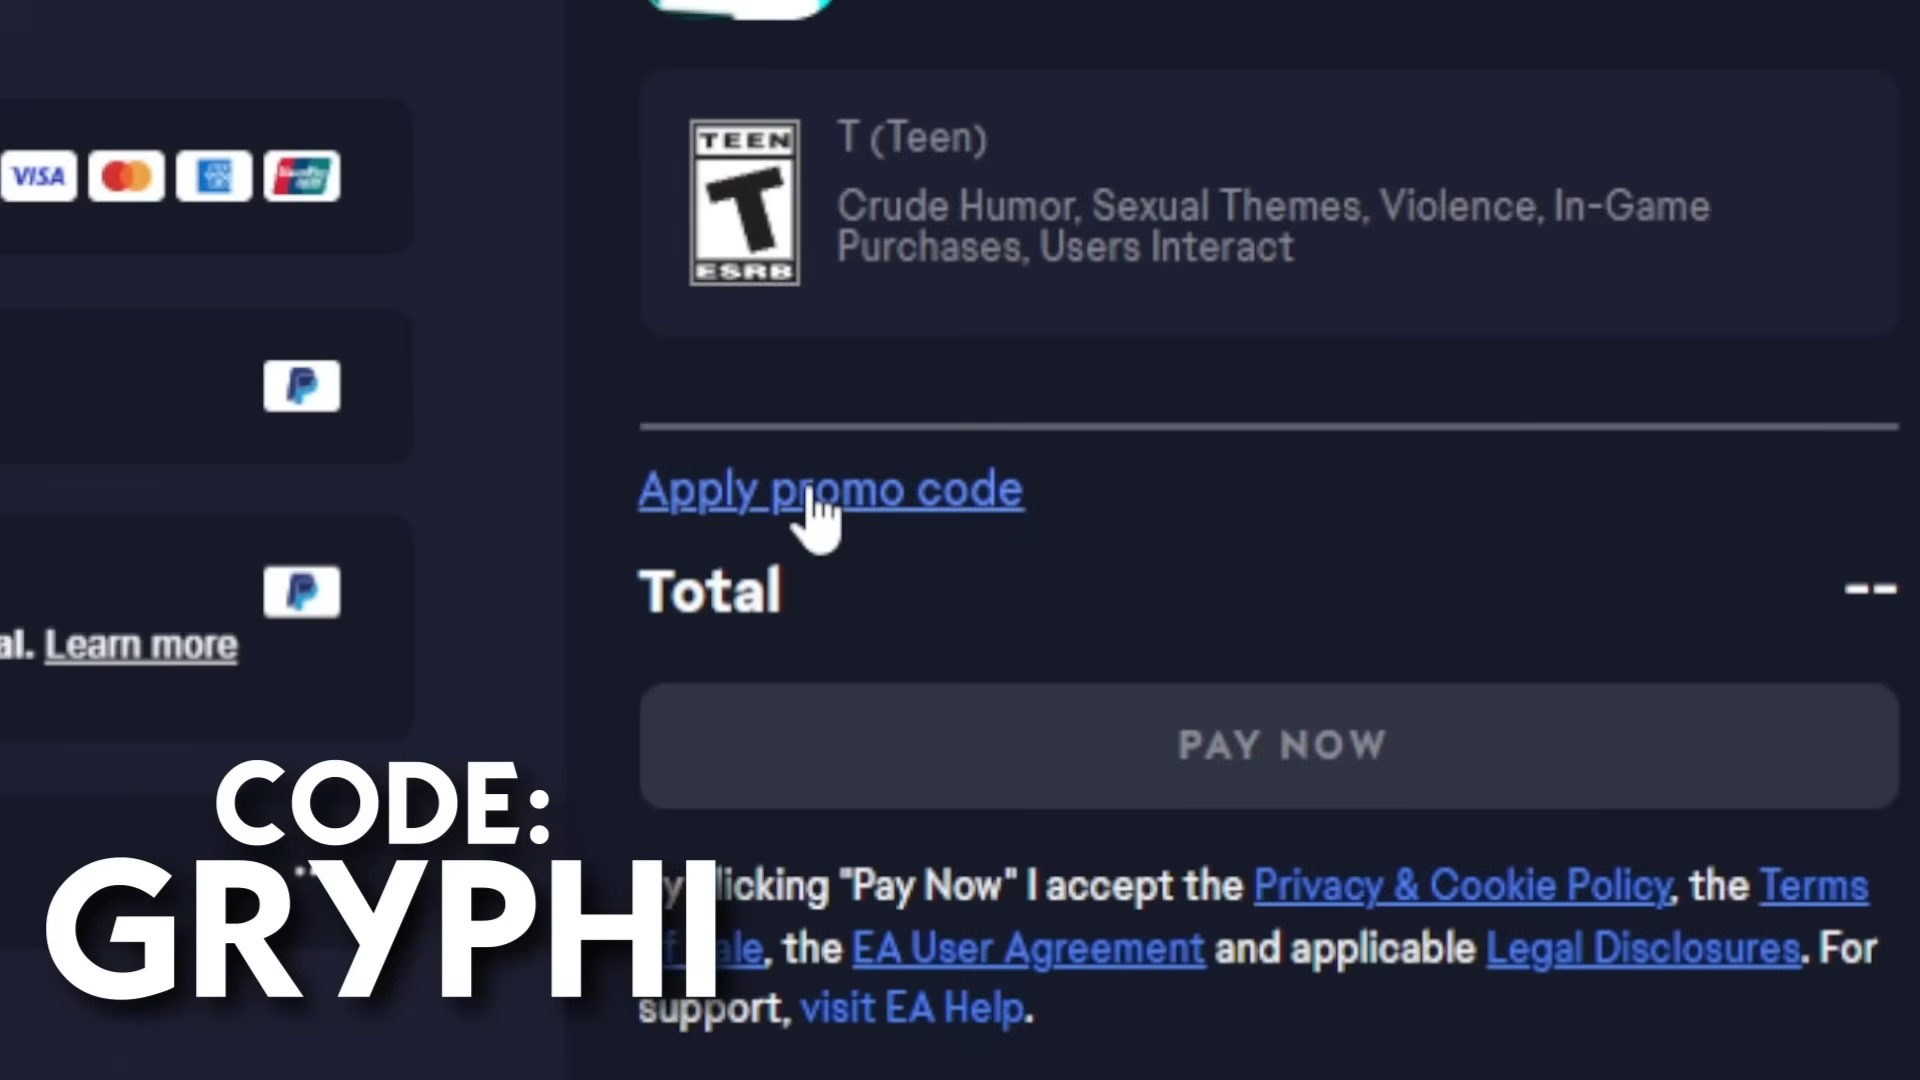 TEEN
T
ESRB
T (Teen)
Crude Humor, Sexual Themes, Violence, In-Game
Purchases, Users Interact
VISA
Apply promo code
Total --
al. Learn more
PAY NOW
CODE:
GRYPHI
licking "Pay Now" I accept the Privacy & Cookie Policy, the Terms
ale, the EA User Agreement and applicable Legal Disclosures. For
support, visit EA Help.